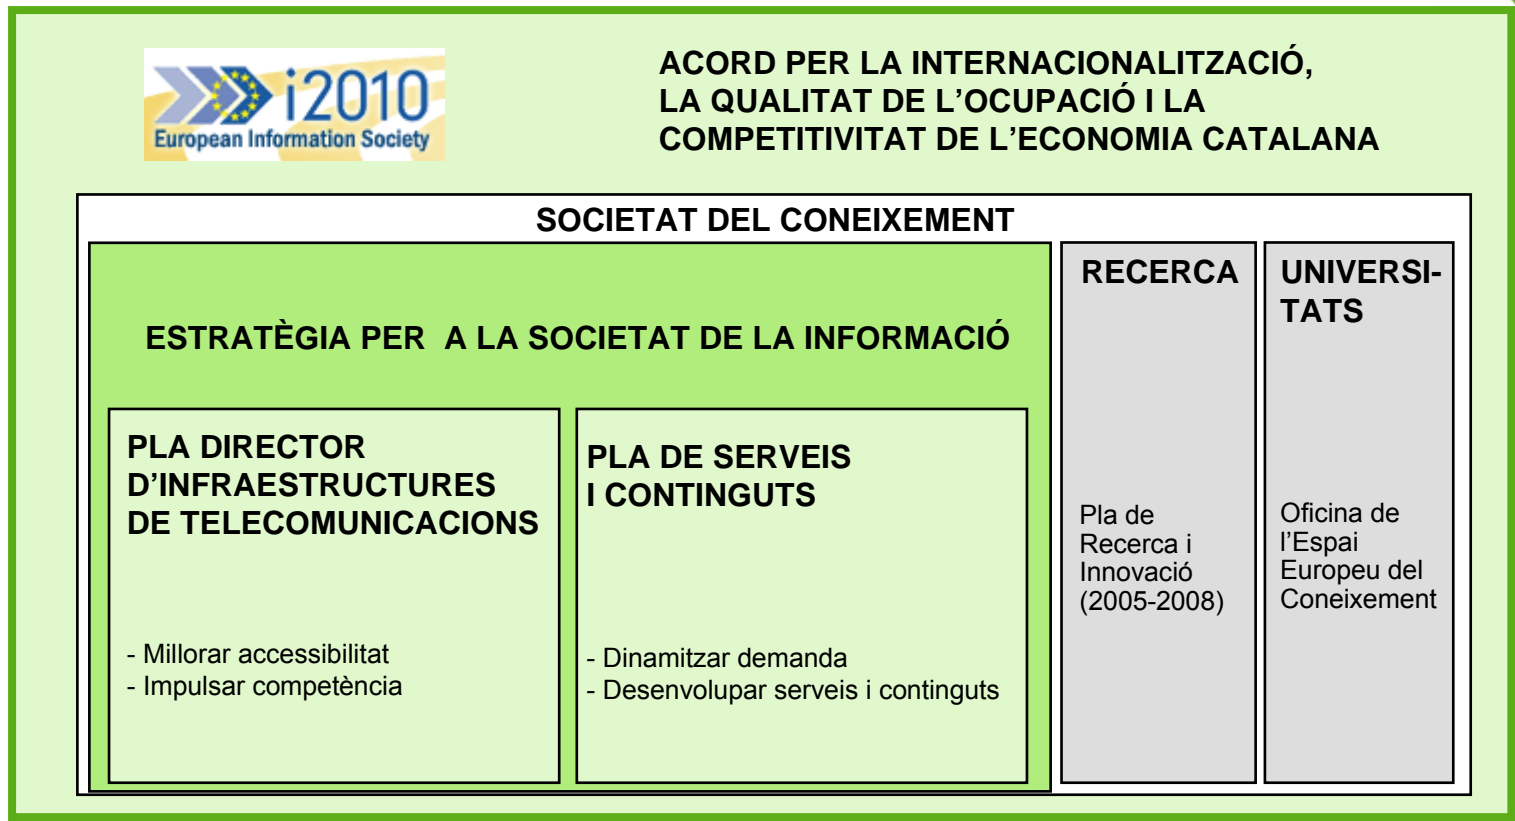 i2010
European Information Society
ACORD PER LA INTERNACIONALITZACIÓ,
LA QUALITAT DE L’OCUPACIÓ I LA
COMPETITIVITAT DE L’ECONOMIA CATALANA
SOCIETAT DEL CONEIXEMENT
ESTRATÈGIA PER  A LA SOCIETAT DE LA INFORMACIÓ
PLA DIRECTOR
D’INFRAESTRUCTURES
DE TELECOMUNICACIONS
- Millorar accessibilitat
- Impulsar competència
PLA DE SERVEIS
I CONTINGUTS
- Dinamitzar demanda
- Desenvolupar serveis i continguts
RECERCA
Pla de
Recerca i
Innovació
(2005-2008)
UNIVERSI-
TATS
Oficina de
l’Espai
Europeu del
Coneixement